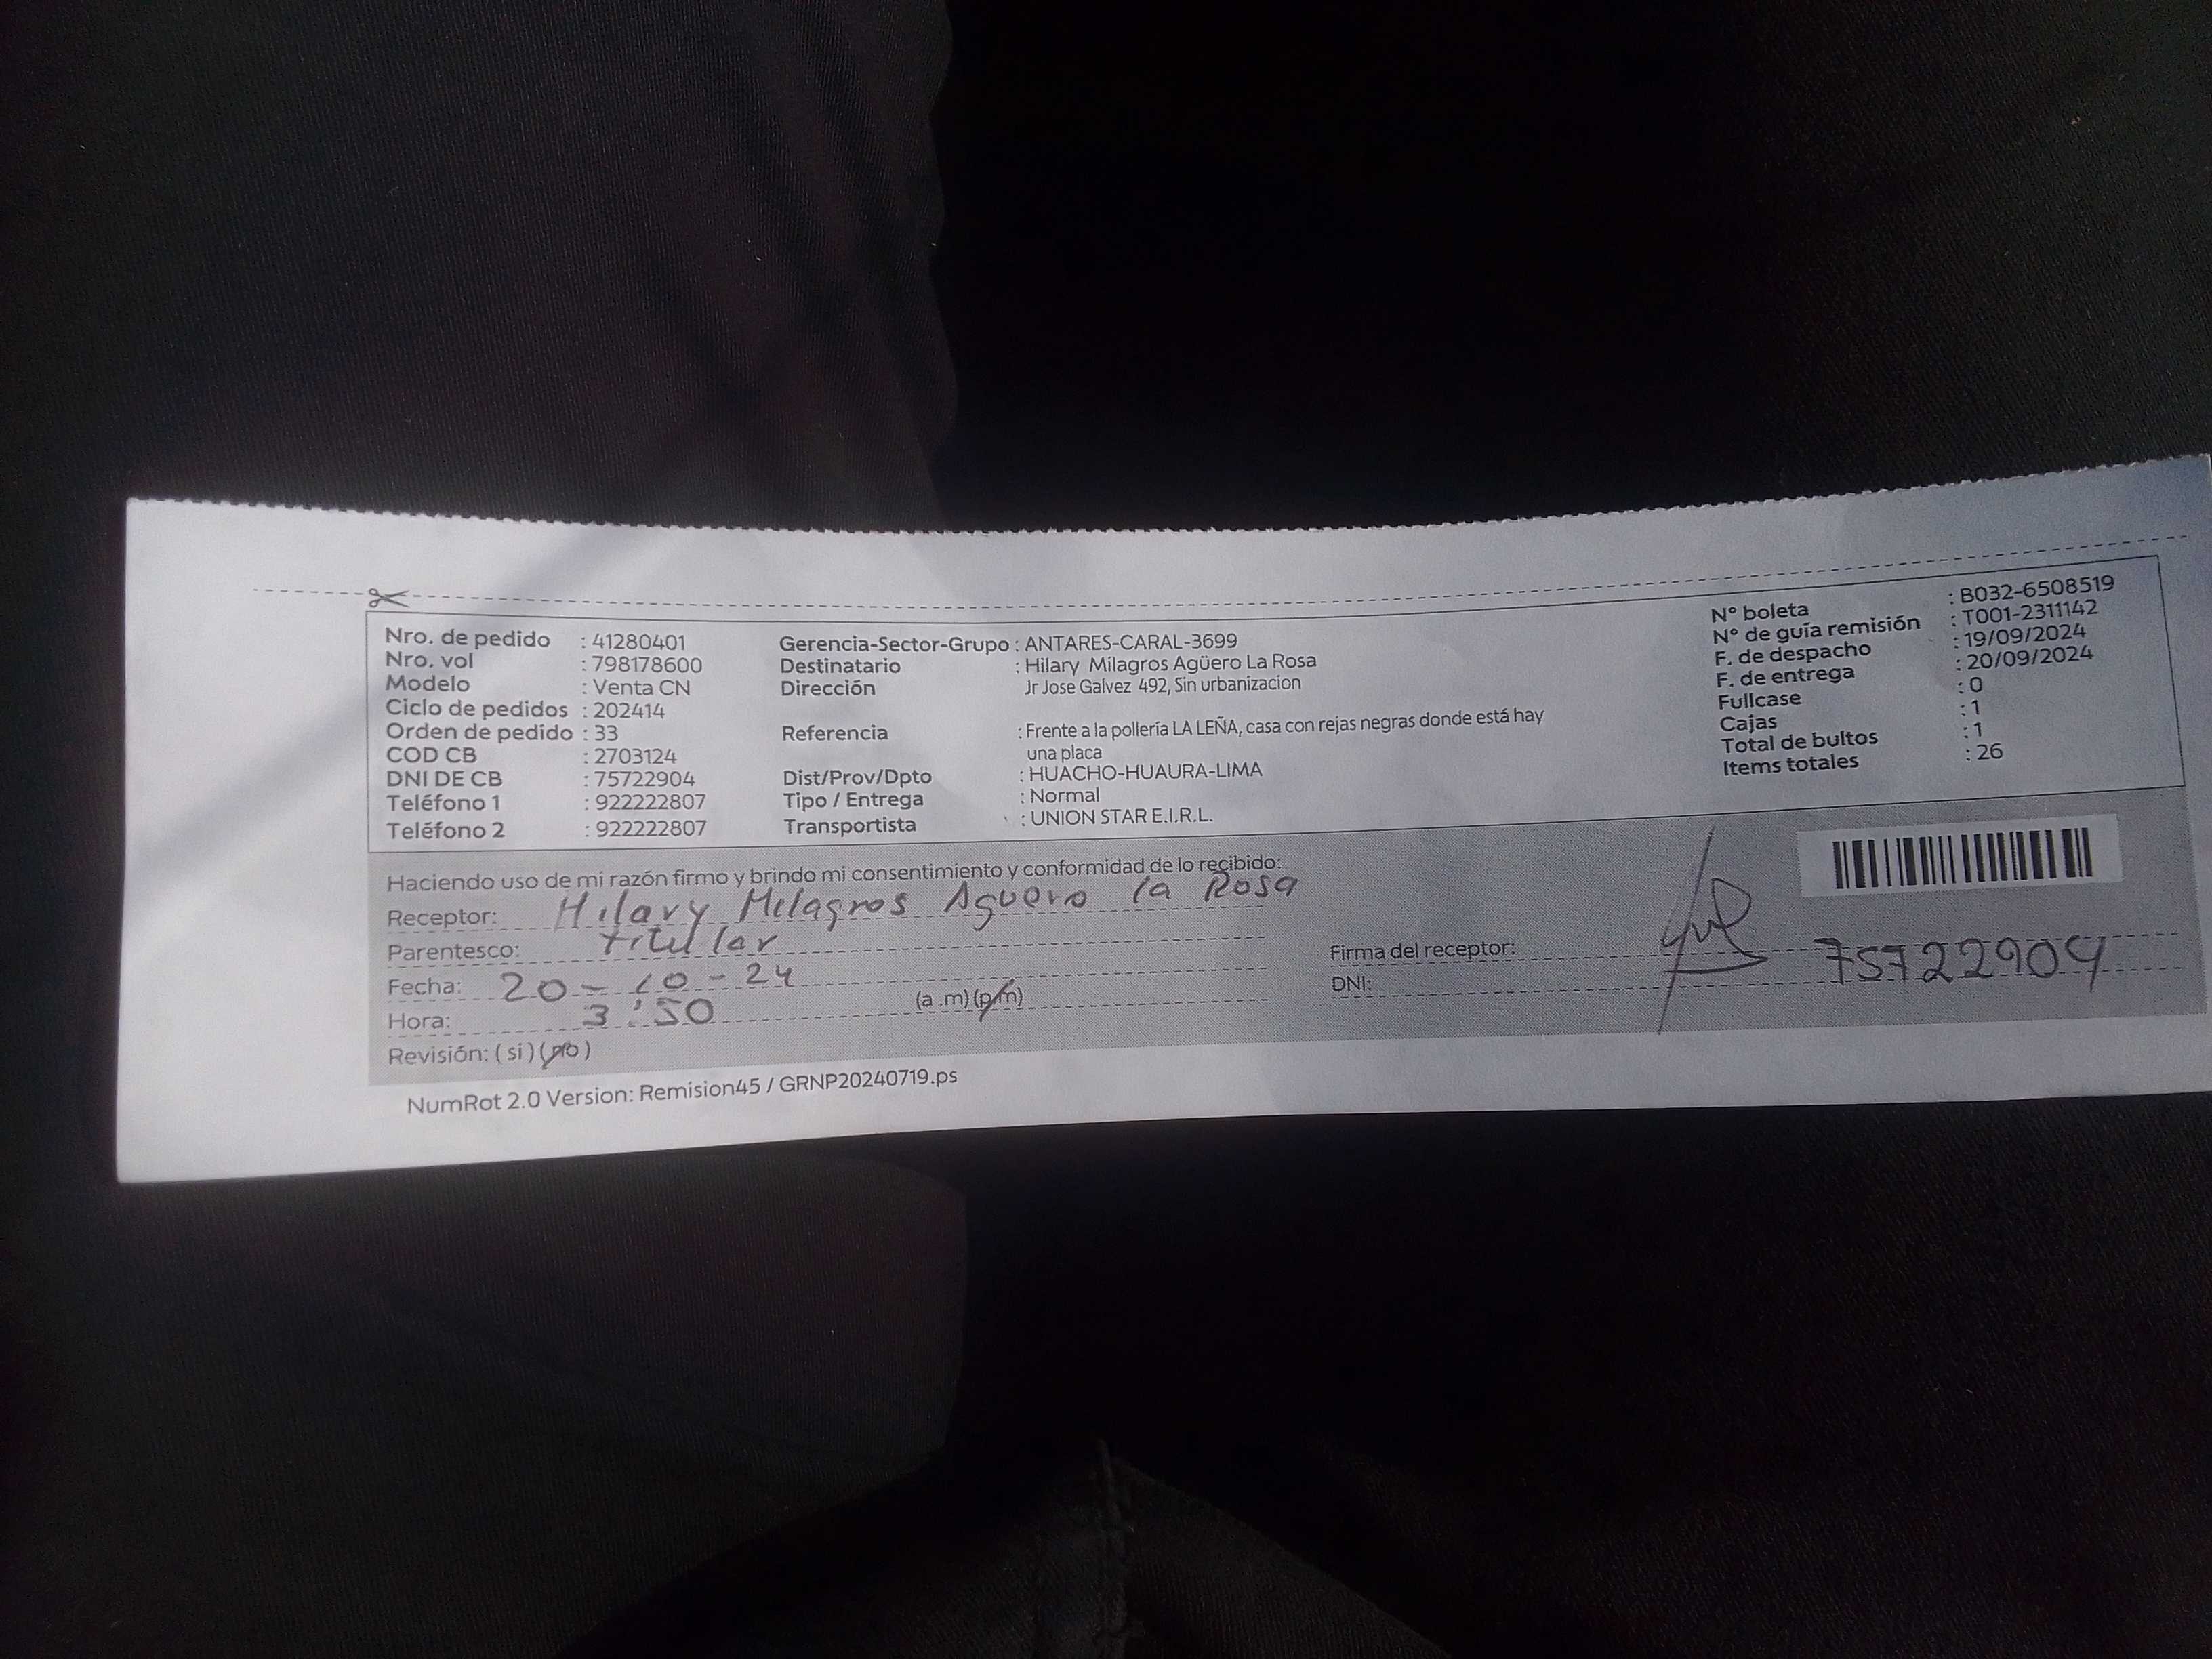 Nro. de pedido : 41280401
Nro. vol : 798178600
Modelo : Venta CN
Ciclo de pedidos : 202414
Orden de pedido : 33
COD CB : 2703124
DNI DE CB : 75722904
Teléfono 1 : 922222807
Teléfono 2 : 922222807
Gerencia-Sector-Grupo : ANTARES-CARAL-3699
Destinatario : Hilary Milagros Agüero La Rosa
Dirección Jr Jose Galvez 492, Sin urbanizacion
Referencia : Frente a la pollería LA LEÑA, casa con rejas negras donde está hay
una placa
Dist/Prov/Dpto : HUACHO-HUAURA-LIMA
Tipo / Entrega : Normal
Transportista : UNION STAR E.I.R.L.
N° boleta : B032-6508519
N° de guía remisión : T001-2311142
F. de despacho : 19/09/2024
F. de entrega : 20/09/2024
Fullcase : 0
Cajas : 1
Total de bultos : 1
Items totales : 26
Haciendo uso de mi razón firmo y brindo mi consentimiento y conformidad de lo recibido:
Receptor: Hilary Milagros Aguero la Rosa
Parentesco: titular
Fecha: 20-10-24
Hora: 3:50 (a.m) (p/m)
Revisión: (si) (no)
Firma del receptor:
DNI: 75722904
NumRot 2.0 Version: Remision45 / GRNP20240719.ps